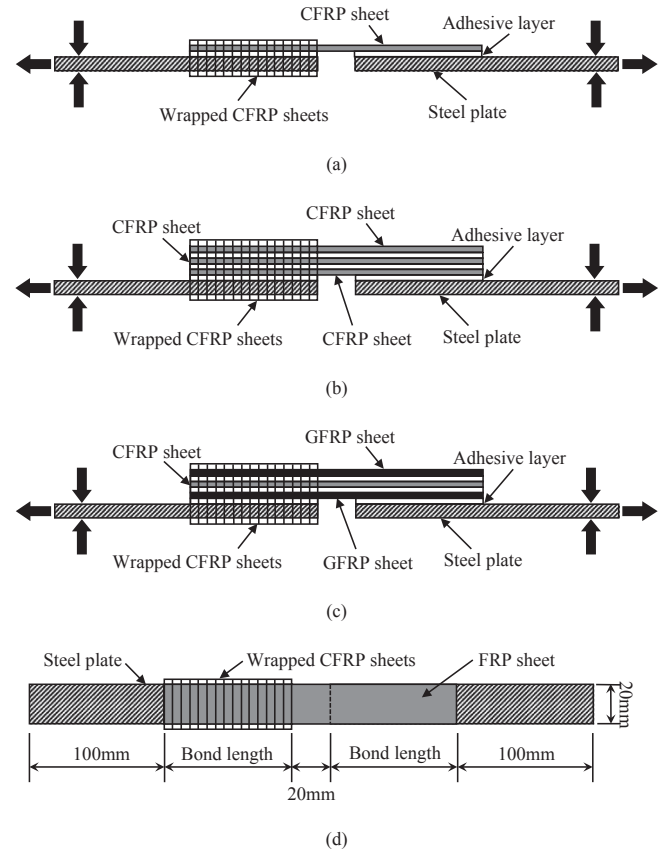 CFRP sheet
Adhesive layer
Wrapped CFRP sheets
Steel plate
(a)
CFRP sheet
CFRP sheet
Adhesive layer
Wrapped CFRP sheets
CFRP sheet
Steel plate
(b)
GFRP sheet
CFRP sheet
Adhesive layer
Wrapped CFRP sheets
GFRP sheet
Steel plate
(c)
Steel plate
Wrapped CFRP sheets
FRP sheet
20mm
100mm
Bond length
Bond length
100mm
20mm
(d)